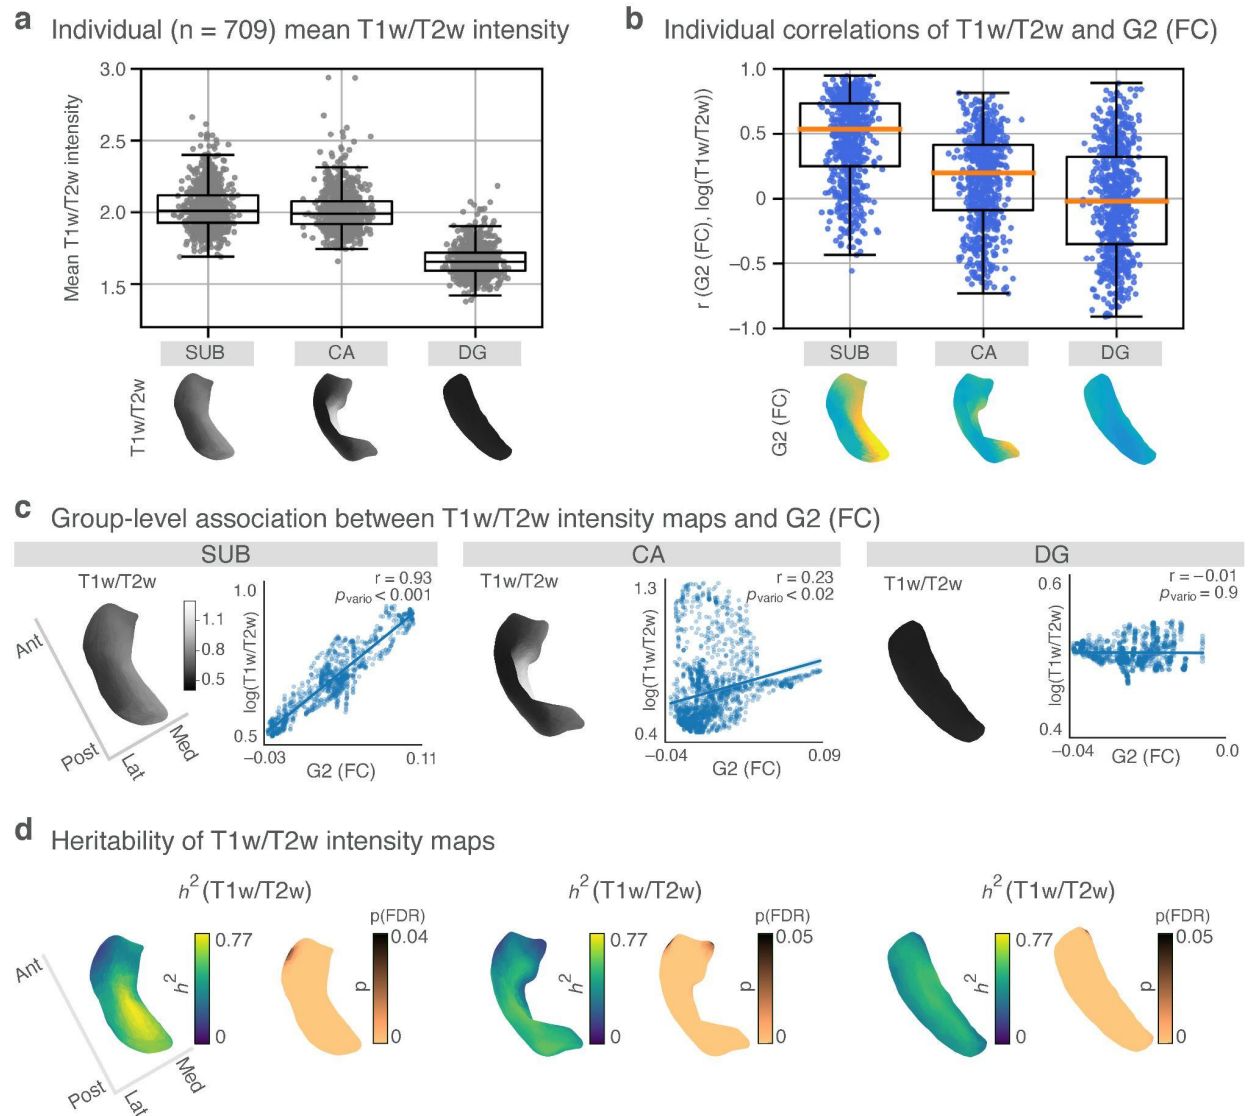 a Individual (n = 709) mean T1w/T2w intensity
Mean T1w/T2w intensity
3.0
2.5
2.0
1.5
SUB CA DG
T1w/T2w
b Individual correlations of T1w/T2w and G2 (FC)
r (G2 (FC), log(T1w/T2w))
1.0
0.5
0
−0.5
−1.0
SUB CA DG
G2 (FC)
c Group-level association between T1w/T2w intensity maps and G2 (FC)
SUB
T1w/T2w
Ant
Post
Lat
Med
1.1
0.8
0.5
r = 0.93
pvario < 0.001
log(T1w/T2w)
1.0
0.5
−0.03 0.11
G2 (FC)
CA
T1w/T2w
r = 0.23
pvario < 0.02
log(T1w/T2w)
1.3
0.4
−0.04 0.09
G2 (FC)
DG
T1w/T2w
r = −0.01
pvario = 0.9
log(T1w/T2w)
0.6
0.4
−0.04 0.0
G2 (FC)
d Heritability of T1w/T2w intensity maps
h² (T1w/T2w)
Ant
Post
Lat
Med
0.77
h²
0
p(FDR)
0.04
p
0
h² (T1w/T2w)
0.77
h²
0
p(FDR)
0.05
p
0
h² (T1w/T2w)
0.77
h²
0
p(FDR)
0.05
p
0